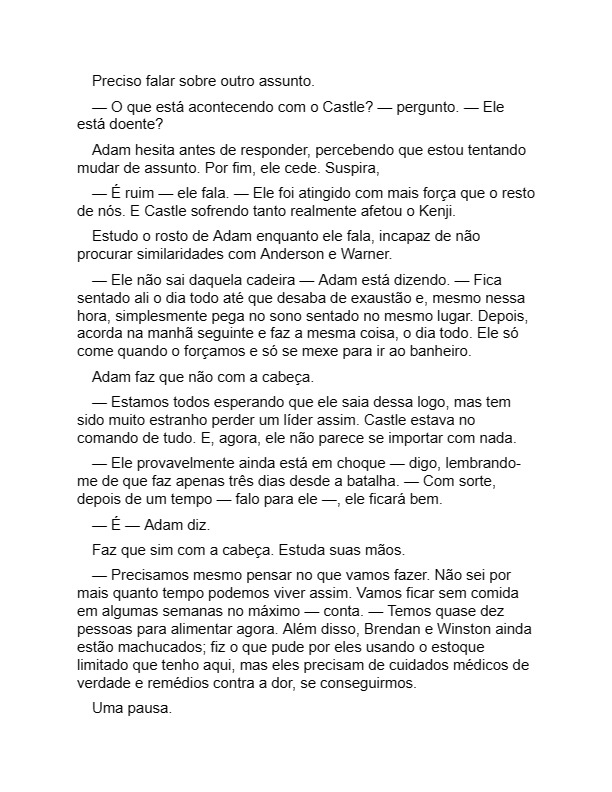 Preciso falar sobre outro assunto.
— O que está acontecendo com o Castle? — pergunto. — Ele
está doente?
Adam hesita antes de responder, percebendo que estou tentando
mudar de assunto. Por fim, ele cede. Suspira,
— É ruim — ele fala. — Ele foi atingido com mais força que o resto
de nós. E Castle sofrendo tanto realmente afetou o Kenji.
Estudo o rosto de Adam enquanto ele fala, incapaz de não
procurar similaridades com Anderson e Warner.
— Ele não sai daquela cadeira — Adam está dizendo. — Fica
sentado ali o dia todo até que desaba de exaustão e, mesmo nessa
hora, simplesmente pega no sono sentado no mesmo lugar. Depois,
acorda na manhã seguinte e faz a mesma coisa, o dia todo. Ele só
come quando o forçamos e só se mexe para ir ao banheiro.
Adam faz que não com a cabeça.
— Estamos todos esperando que ele saia dessa logo, mas tem
sido muito estranho perder um líder assim. Castle estava no
comando de tudo. E, agora, ele não parece se importar com nada.
— Ele provavelmente ainda está em choque — digo, lembrando-
me de que faz apenas três dias desde a batalha. — Com sorte,
depois de um tempo — falo para ele —, ele ficará bem.
— É — Adam diz.
Faz que sim com a cabeça. Estuda suas mãos.
— Precisamos mesmo pensar no que vamos fazer. Não sei por
mais quanto tempo podemos viver assim. Vamos ficar sem comida
em algumas semanas no máximo — conta. — Temos quase dez
pessoas para alimentar agora. Além disso, Brendan e Winston ainda
estão machucados; fiz o que pude por eles usando o estoque
limitado que tenho aqui, mas eles precisam de cuidados médicos de
verdade e remédios contra a dor, se conseguirmos.
Uma pausa.